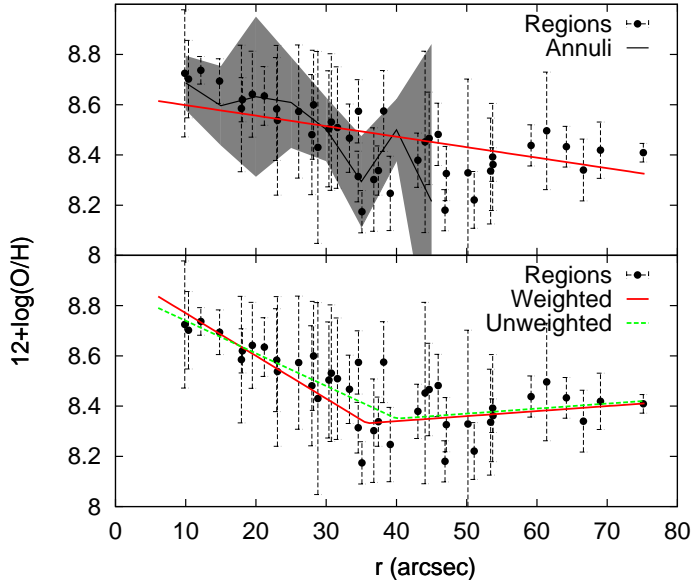 9
8.8
8.6
8.4
8.2
8
Regions
Annuli
12+log(O/H)
8.8
8.6
8.4
8.2
8
Regions
Weighted
Unweighted
0 10 20 30 40 50 60 70 80
r (arcsec)